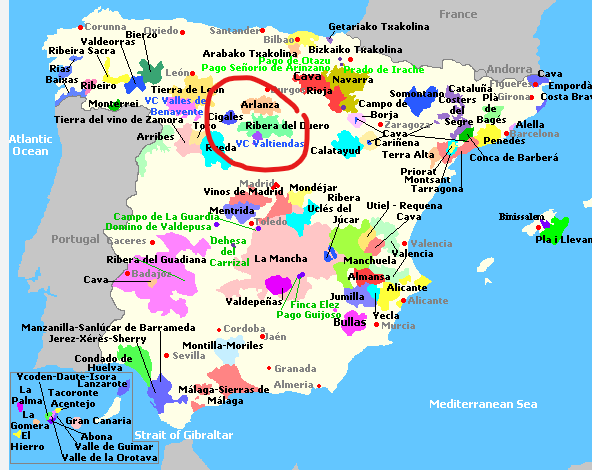 France
Corunna
Oviedo
Santander
Bilbao
Getariako Txakolina
Bierzo
Valdeorras
Ribeira Sacra
Arabako Txakolina
Bizkaiko Txakolina
Pago de Otazu
Pago Señorio de Arinzano
Prado de Irache
León
Andorra
Rias
Baixas
Ribeiro
Monterrei
Tierra de León
VC Valles de
Benavente
Cava
Navarra
Rioja
Somontano
Cataluña
Figueres
Cava
Empordà
Girona
Costa Brava
Costers
del
Segre
Pla
Bages
Arlanza
Cigales
Campo de
Borja
Zaragoza
Tierra del vino de Zamora
Toro
Ribera del Duero
VC Valtiendas
Cava
Cariñena
Alella
Barcelona
Penedés
Arribes
Rueda
Calatayud
Terra Alta
Conca de Barberá
Priorat
Montsant
Tarragona
Atlantic
Ocean
Madrid
Vinos de Madrid
Mondéjar
Ribera
del
Júcar
Utiel - Requena
Cava
Campo de La Guardia
Domino de Valdepusa
Mentrida
Toledo
Uclés
Binissalem
Pla i Llevant
Portugal
Caceres
Dehesa
del
Carrizal
Valencia
Valencia
Ribera del Guadiana
Badajoz
Cava
La Mancha
Manchuela
Almansa
Alicante
Alicante
Valdepeñas
Finca Elez
Pago Guijoso
Jumilla
Yecla
Bullas
Murcia
Manzanilla-Sanlúcar de Barrameda
Jerez-Xérès-Sherry
Cordoba
Jaén
Montilla-Moriles
Condado de
Huelva
Sevilla
Granada
Almeria
Málaga-Sierras de
Málaga
Mediterranean Sea
Strait of Gibraltar
Ycoden-Daute-Isora
Lanzarote
La
Palma
Tacoronte
Acentejo
La
Gomera
Gran Canaria
El
Hierro
Abona
Valle de Guimar
Valle de la Orotava